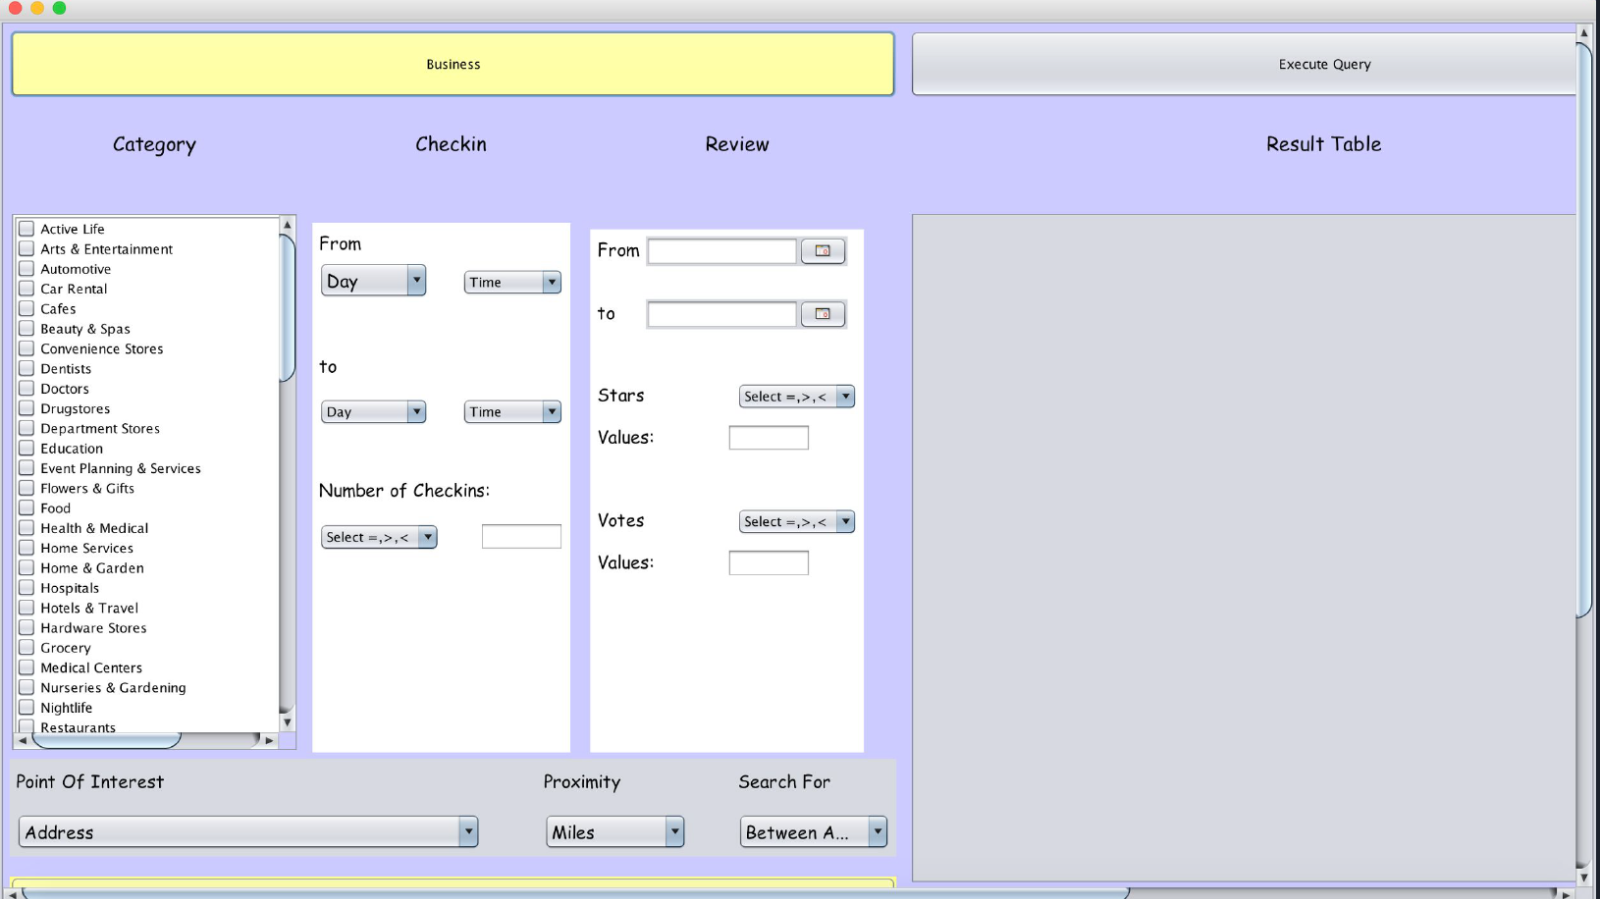 Business
Execute Query
Category
Checkin
Review
Result Table
Active Life
Arts & Entertainment
Automotive
Car Rental
Cafes
Beauty & Spas
Convenience Stores
Dentists
Doctors
Drugstores
Department Stores
Education
Event Planning & Services
Flowers & Gifts
Food
Health & Medical
Home Services
Home & Garden
Hospitals
Hotels & Travel
Hardware Stores
Grocery
Medical Centers
Nurseries & Gardening
Nightlife
Restaurants
From
Day
Time
to
Day
Time
Number of Checkins:
Select =,>,<
From
to
Stars
Select =,>,<
Values:
Votes
Select =,>,<
Values:
Point Of Interest
Proximity
Search For
Address
Miles
Between A...